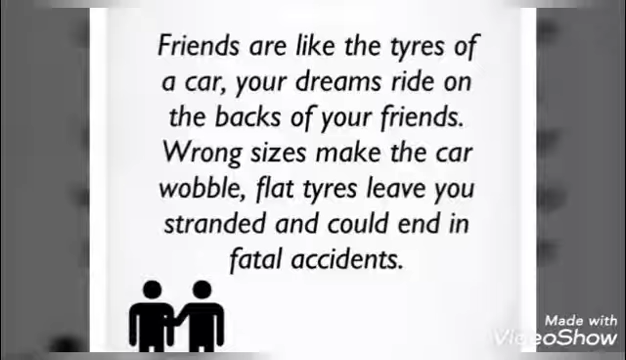 Friends are like the tyres of
a car, your dreams ride on
the backs of your friends.
Wrong sizes make the car
wobble, flat tyres leave you
stranded and could end in
fatal accidents.
Made with
VideoShow